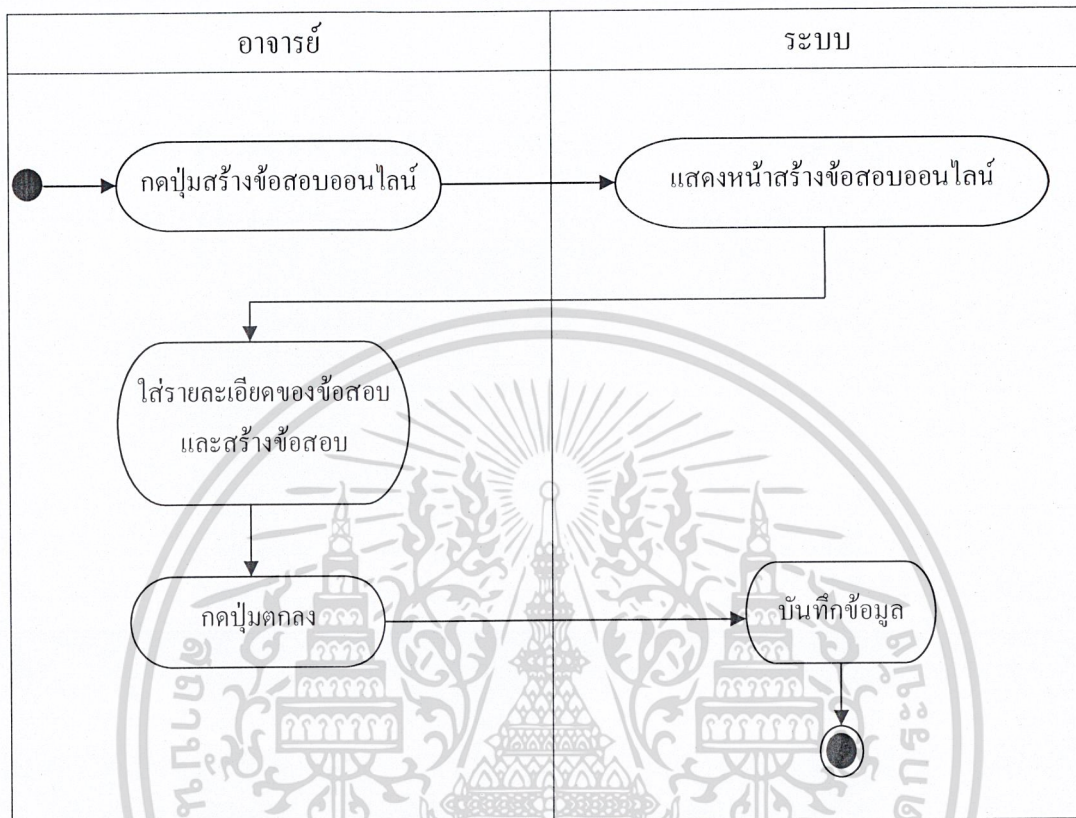 อาจารย์
ระบบ
กดปุ่มสร้างข้อสอบออนไลน์
แสดงหน้าสร้างข้อสอบออนไลน์
ใส่รายละเอียดของข้อสอบ
และสร้างข้อสอบ
กดปุ่มตกลง
บันทึกข้อมูล